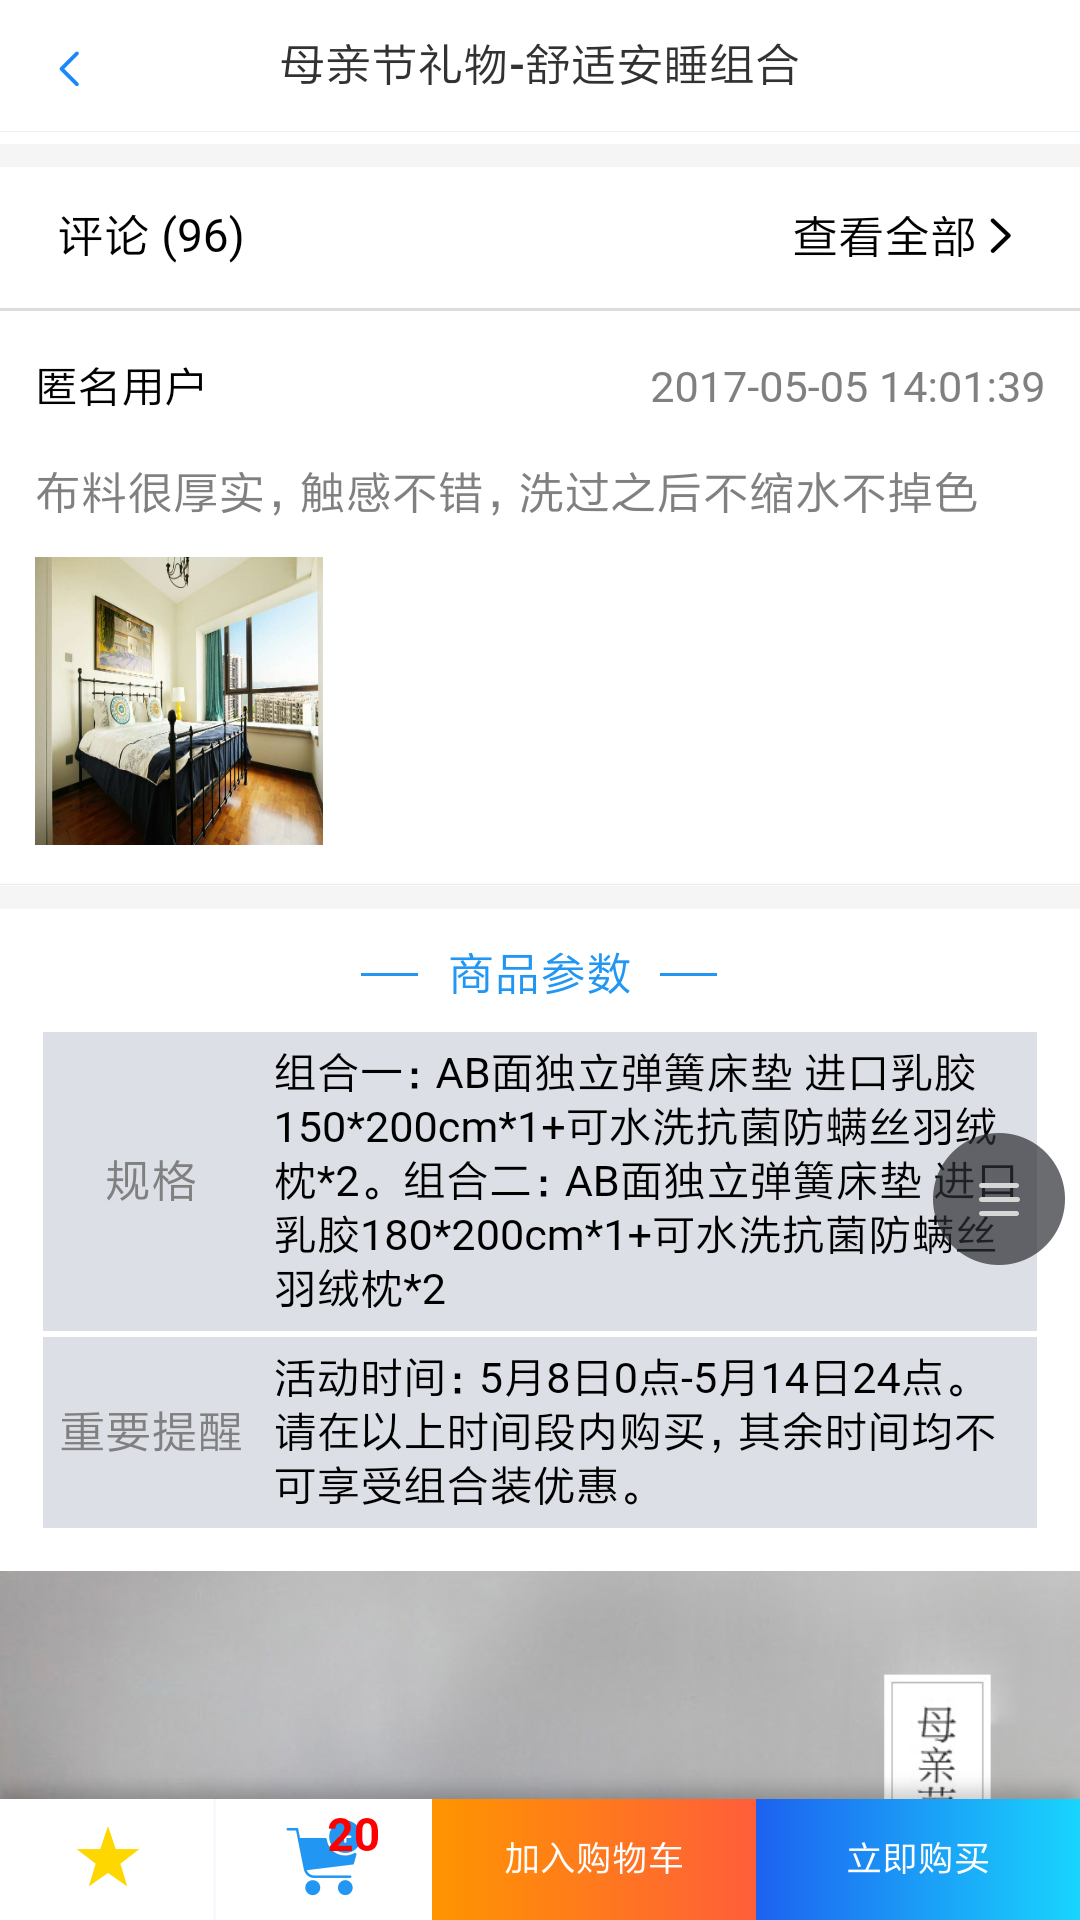 母亲节礼物-舒适安睡组合
评论 (96)
查看全部
匿名用户
2017-05-05 14:01:39
布料很厚实，触感不错，洗过之后不缩水不掉色
商品参数
规格
组合一：AB面独立弹簧床垫 进口乳胶
150*200cm*1+可水洗抗菌防螨丝羽绒
枕*2。组合二：AB面独立弹簧床垫 进口
乳胶180*200cm*1+可水洗抗菌防螨丝
羽绒枕*2
重要提醒
活动时间：5月8日0点-5月14日24点。
请在以上时间段内购买，其余时间均不
可享受组合装优惠。
母亲
20
加入购物车
立即购买